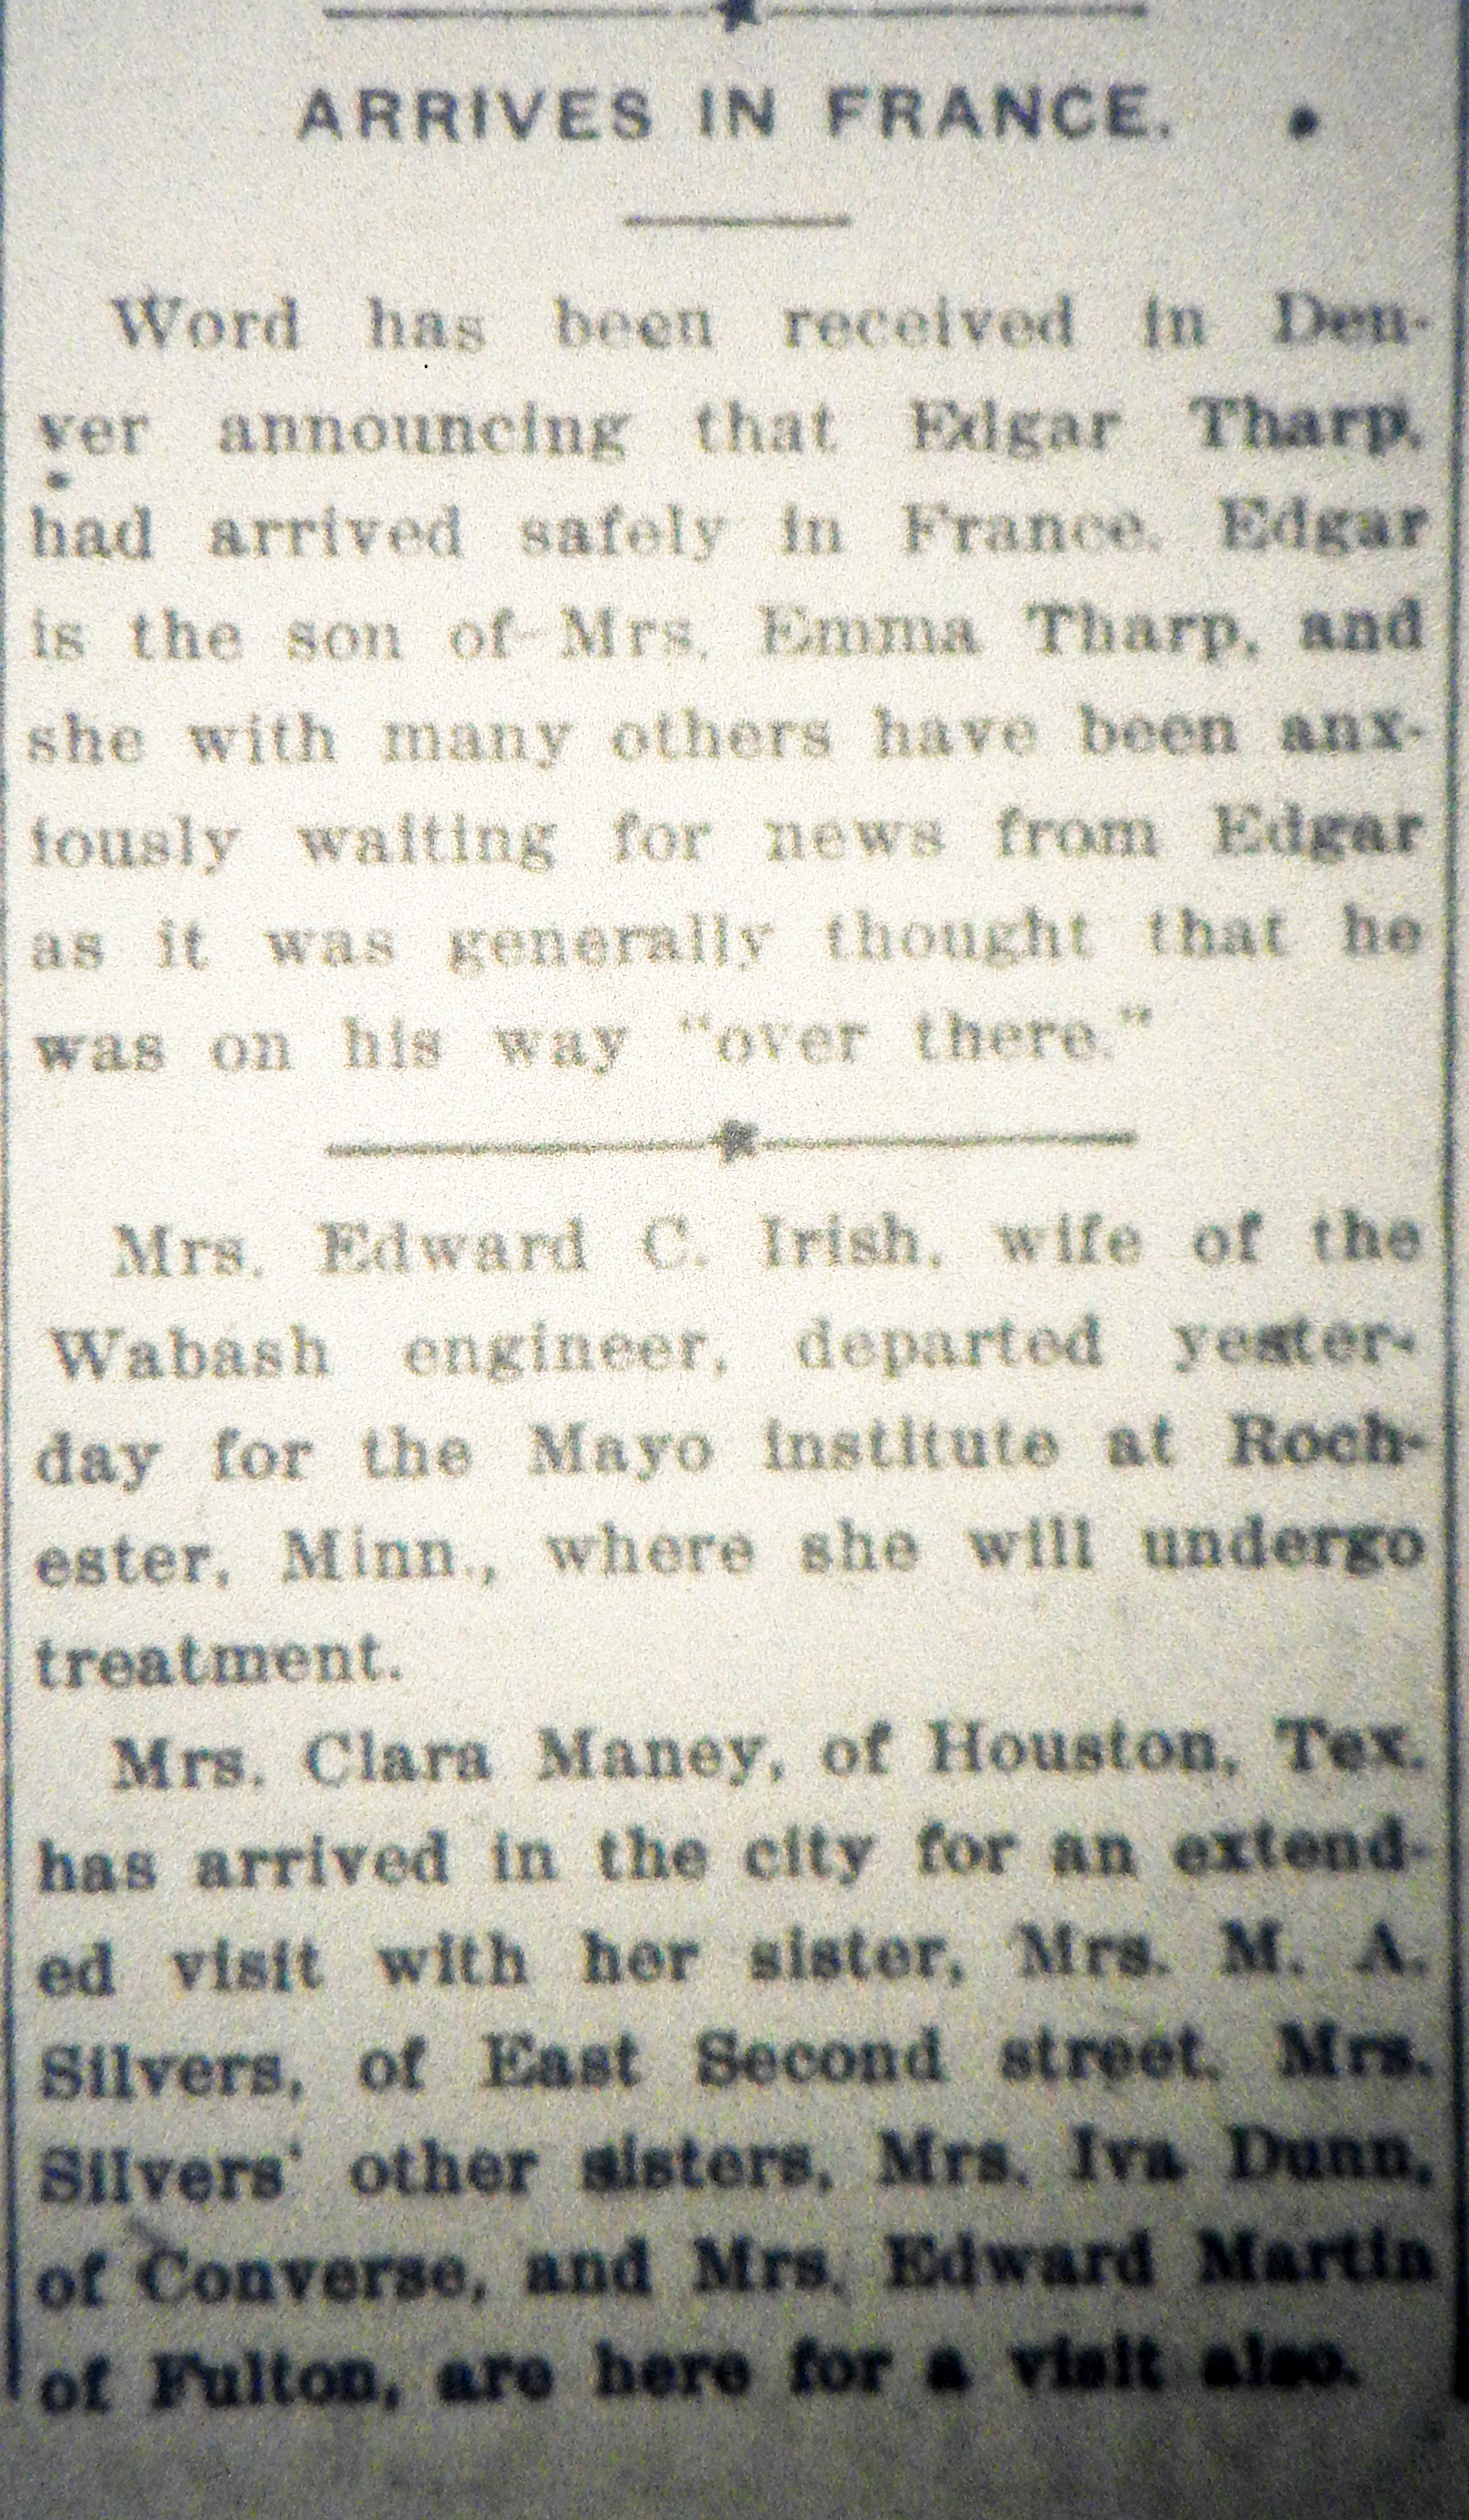 ARRIVES IN FRANCE.
Word has been received in Den-
ver announcing that Edgar Tharp,
had arrived safely in France. Edgar
is the son of Mrs. Emma Tharp, and
she with many others have been anx-
iously waiting for news from Edgar
as it was generally thought that he
was on his way "over there."
Mrs. Edward C. Irish, wife of the
Wabash engineer, departed yester-
day for the Mayo institute at Roch-
ester, Minn., where she will undergo
treatment.
Mrs. Clara Maney, of Houston, Tex.
has arrived in the city for an extend-
ed visit with her sister, Mrs. M. A.
Silvers, of East Second street. Mrs.
Silvers' other sisters, Mrs. Iva Dunn,
of Converse, and Mrs. Edward Martin
of Fulton, are here for a visit also.